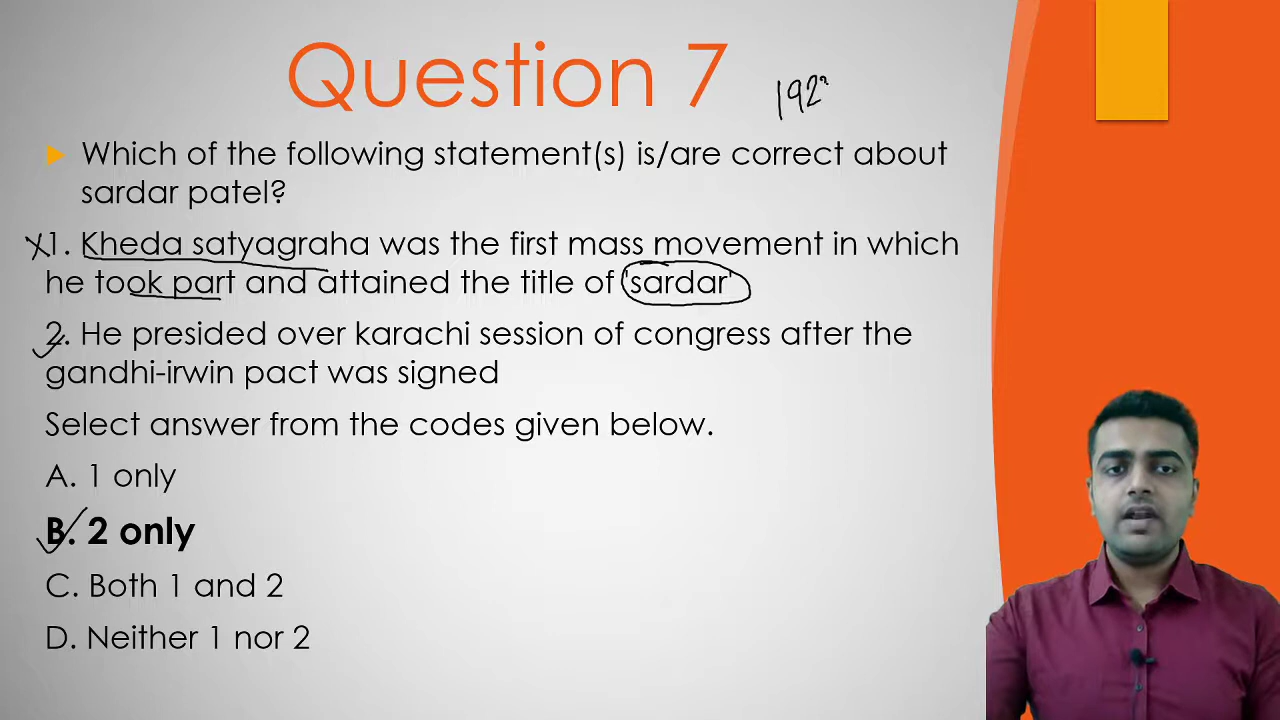 Question 7
Which of the following statement(s) is/are correct about
sardar patel?
1. Kheda satyagraha was the first mass movement in which
he took part and attained the title of 'sardar'
2. He presided over karachi session of congress after the
gandhi-irwin pact was signed
Select answer from the codes given below.
A. 1 only
B. 2 only
C. Both 1 and 2
D. Neither 1 nor 2